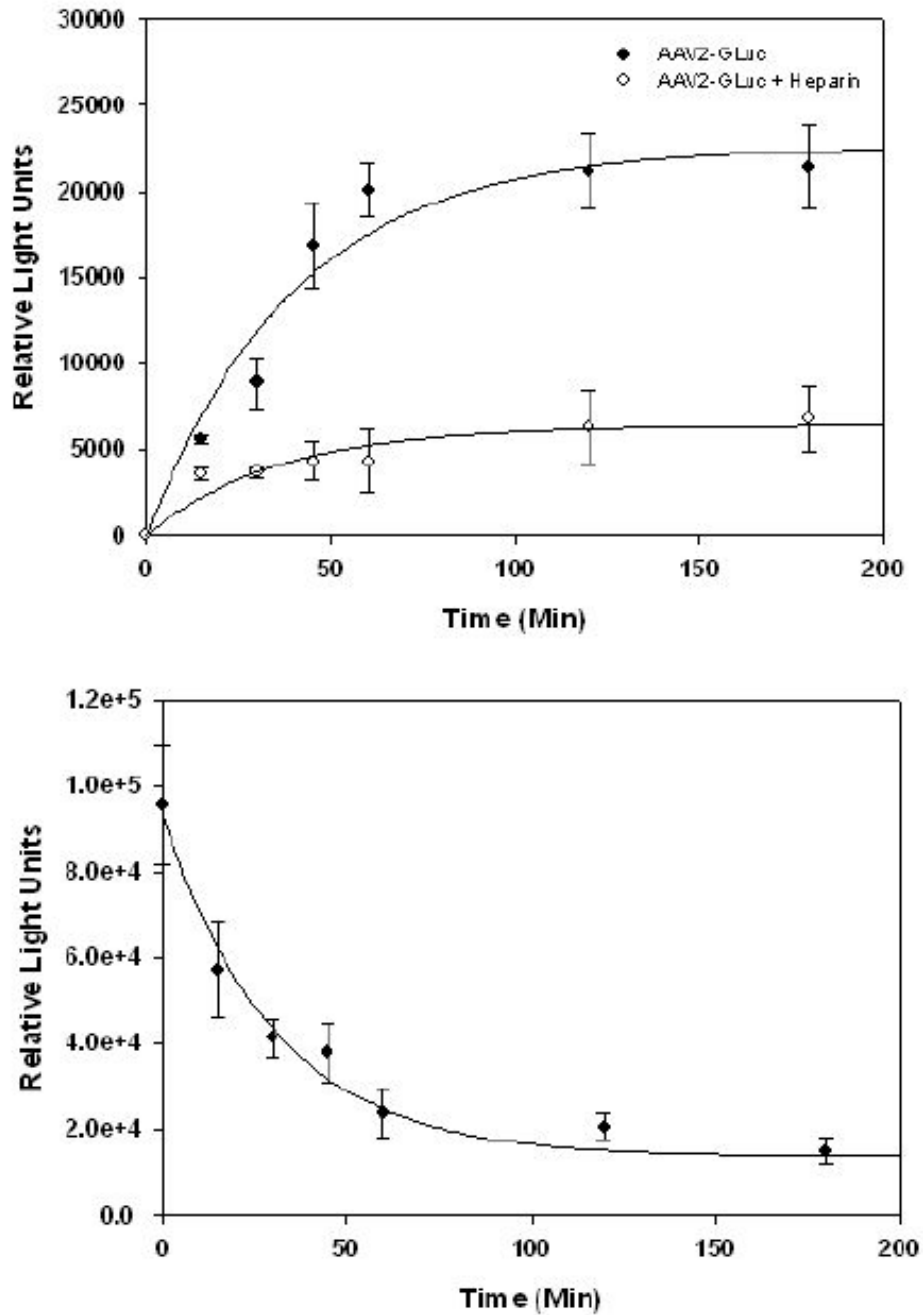 30000
25000
20000
15000
10000
5000
0
Relative Light Units
AAV2-GLuc
AAV2-GLuc + Heparin
0 50 100 150 200
Time (Min)
1.2e+5
1.0e+5
8.0e+4
6.0e+4
4.0e+4
2.0e+4
0.0
Relative Light Units
0 50 100 150 200
Time (Min)